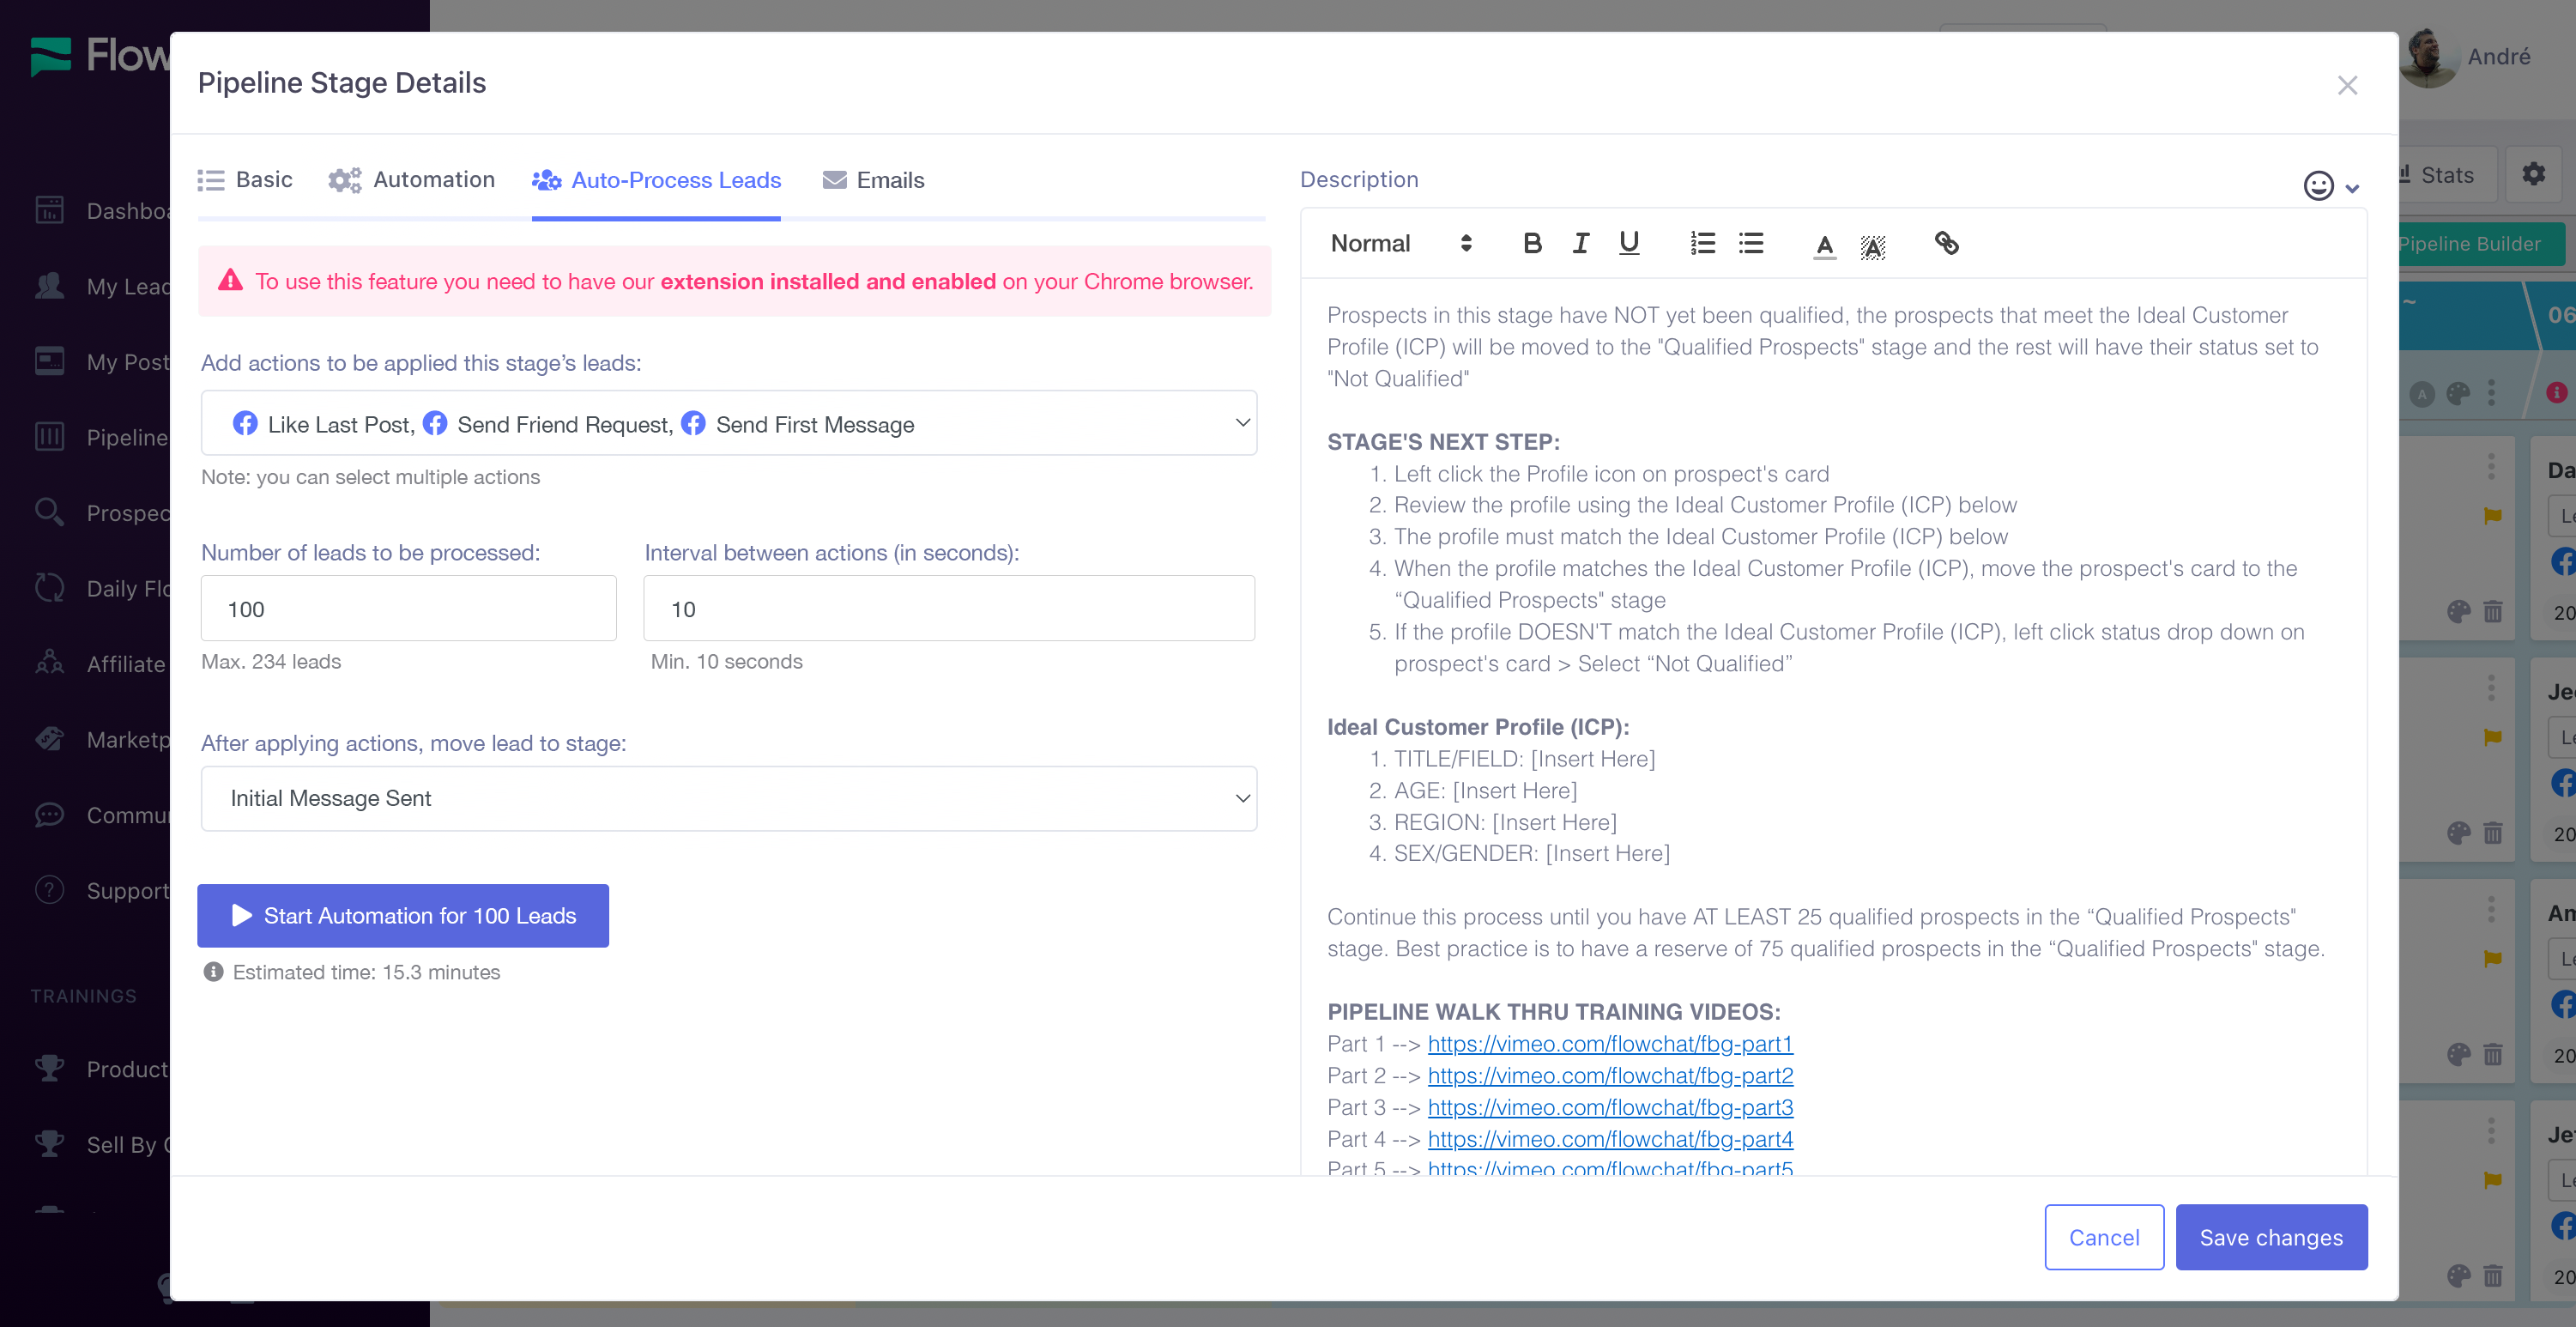 Flow
André
Pipeline Stage Details
Basic
Automation
Auto-Process Leads
Emails
Description
Stats
Normal
Pipeline Builder
To use this feature you need to have our extension installed and enabled on your Chrome browser.
Add actions to be applied this stage’s leads:
Like Last Post, Send Friend Request, Send First Message
Note: you can select multiple actions
Number of leads to be processed:
Interval between actions (in seconds):
100
10
Max. 234 leads
Min. 10 seconds
After applying actions, move lead to stage:
Initial Message Sent
Start Automation for 100 Leads
Estimated time: 15.3 minutes
Prospects in this stage have NOT yet been qualified, the prospects that meet the Ideal Customer
Profile (ICP) will be moved to the "Qualified Prospects" stage and the rest will have their status set to
"Not Qualified"
STAGE'S NEXT STEP:
1. Left click the Profile icon on prospect's card
2. Review the profile using the Ideal Customer Profile (ICP) below
3. The profile must match the Ideal Customer Profile (ICP) below
4. When the profile matches the Ideal Customer Profile (ICP), move the prospect's card to the
“Qualified Prospects" stage
5. If the profile DOESN'T match the Ideal Customer Profile (ICP), left click status drop down on
prospect's card > Select “Not Qualified”
Ideal Customer Profile (ICP):
1. TITLE/FIELD: [Insert Here]
2. AGE: [Insert Here]
3. REGION: [Insert Here]
4. SEX/GENDER: [Insert Here]
Continue this process until you have AT LEAST 25 qualified prospects in the “Qualified Prospects"
stage. Best practice is to have a reserve of 75 qualified prospects in the “Qualified Prospects" stage.
PIPELINE WALK THRU TRAINING VIDEOS:
Part 1 --> https://vimeo.com/flowchat/fbg-part1
Part 2 --> https://vimeo.com/flowchat/fbg-part2
Part 3 --> https://vimeo.com/flowchat/fbg-part3
Part 4 --> https://vimeo.com/flowchat/fbg-part4
Part 5 --> https://vimeo.com/flowchat/fbg-part5
Cancel
Save changes
Dashboa
My Lead
My Post
Pipeline
Prospec
Daily Flo
Affiliate
Marketp
Commu
Support
TRAININGS
Product
Sell By
06
Da
20
Je
20
Am
20
Je
20